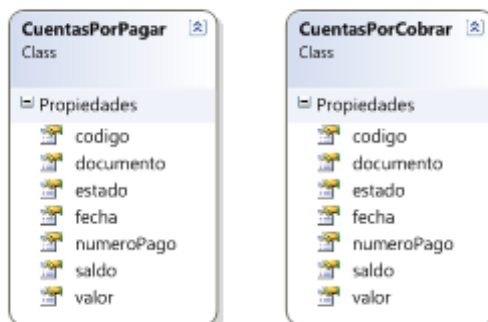 CuentasPorPagar
Class
Propiedades
codigo
documento
estado
fecha
numeroPago
saldo
valor
CuentasPorCobrar
Class
Propiedades
codigo
documento
estado
fecha
numeroPago
saldo
valor